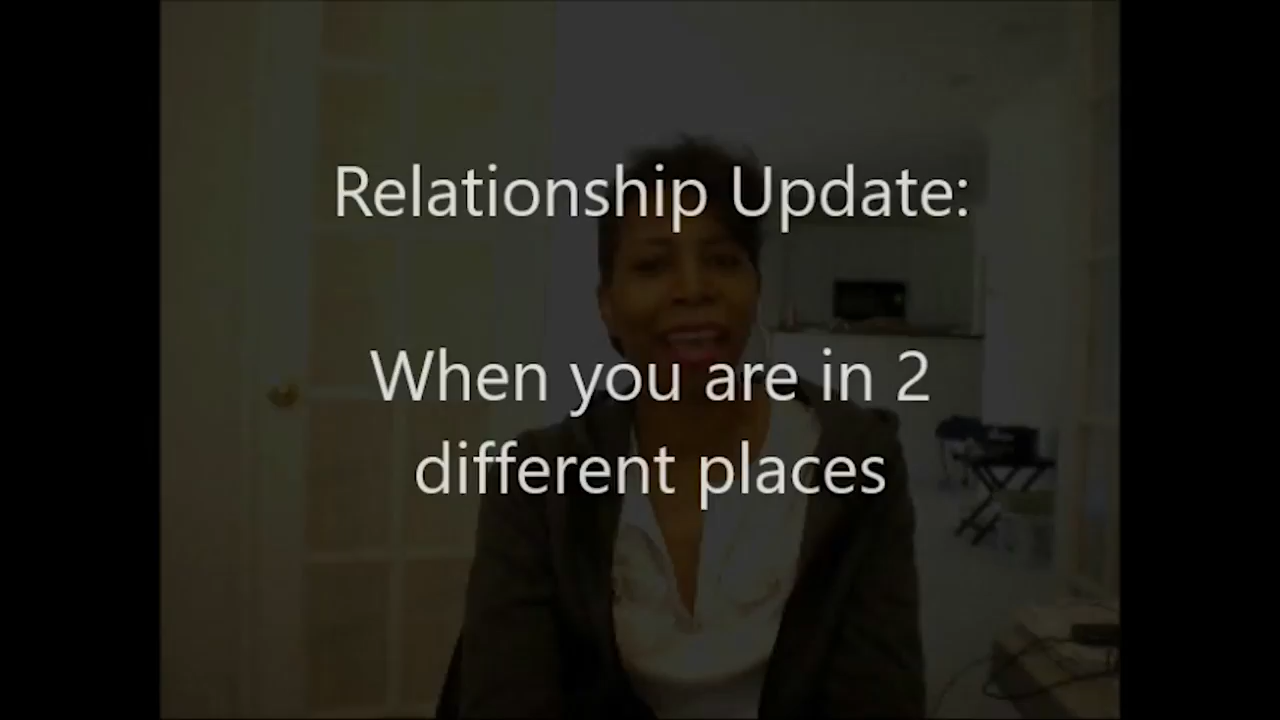 Relationship Update:
When you are in 2
different places